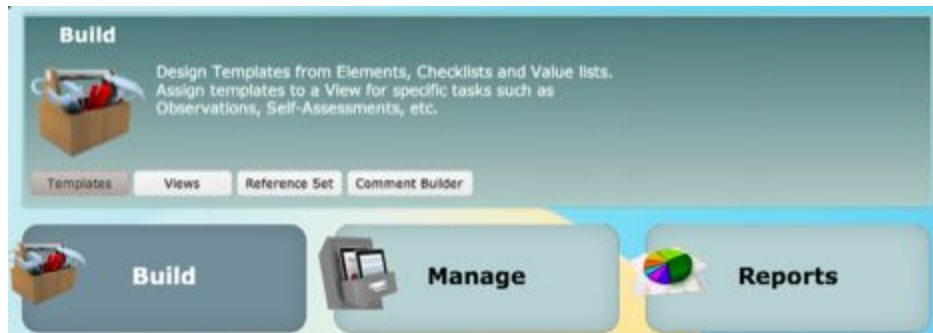 Build
Design Templates from Elements, Checklists and Value lists.
Assign templates to a View for specific tasks such as
Observations, Self-Assessments, etc.
Templates Views Reference Set Comment Builder
Build Manage Reports